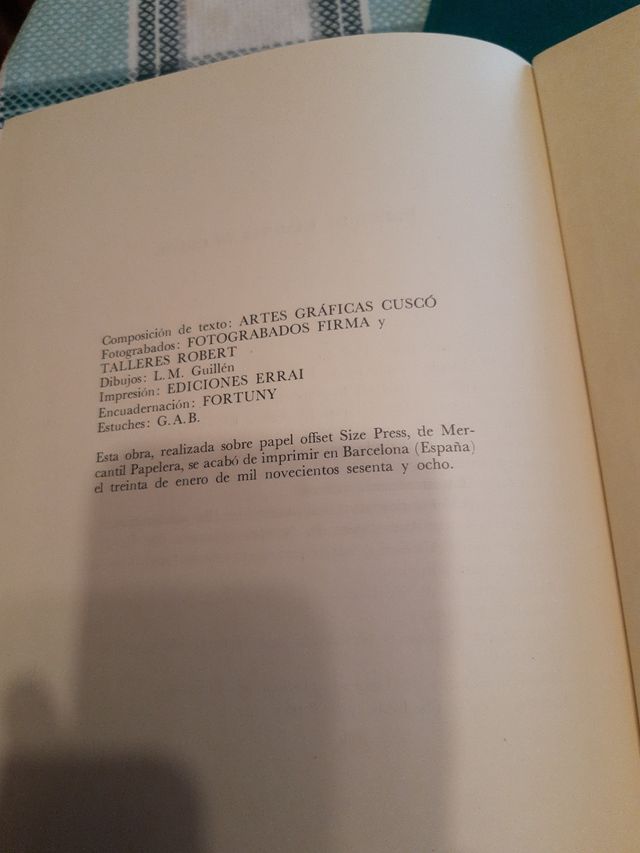 Composición de texto: ARTES GRÁFICAS CUSCÓ
Fotograbados: FOTOGRABADOS FIRMA y
TALLERES ROBERT
Dibujos: L. M. Guillén
Impresión: EDICIONES ERRAI
Encuadernación: FORTUNY
Estuches: G. A. B.
Esta obra, realizada sobre papel offset Size Press, de Mer-
cantil Papelera, se acabó de imprimir en Barcelona (España)
el treinta de enero de mil novecientos sesenta y ocho.